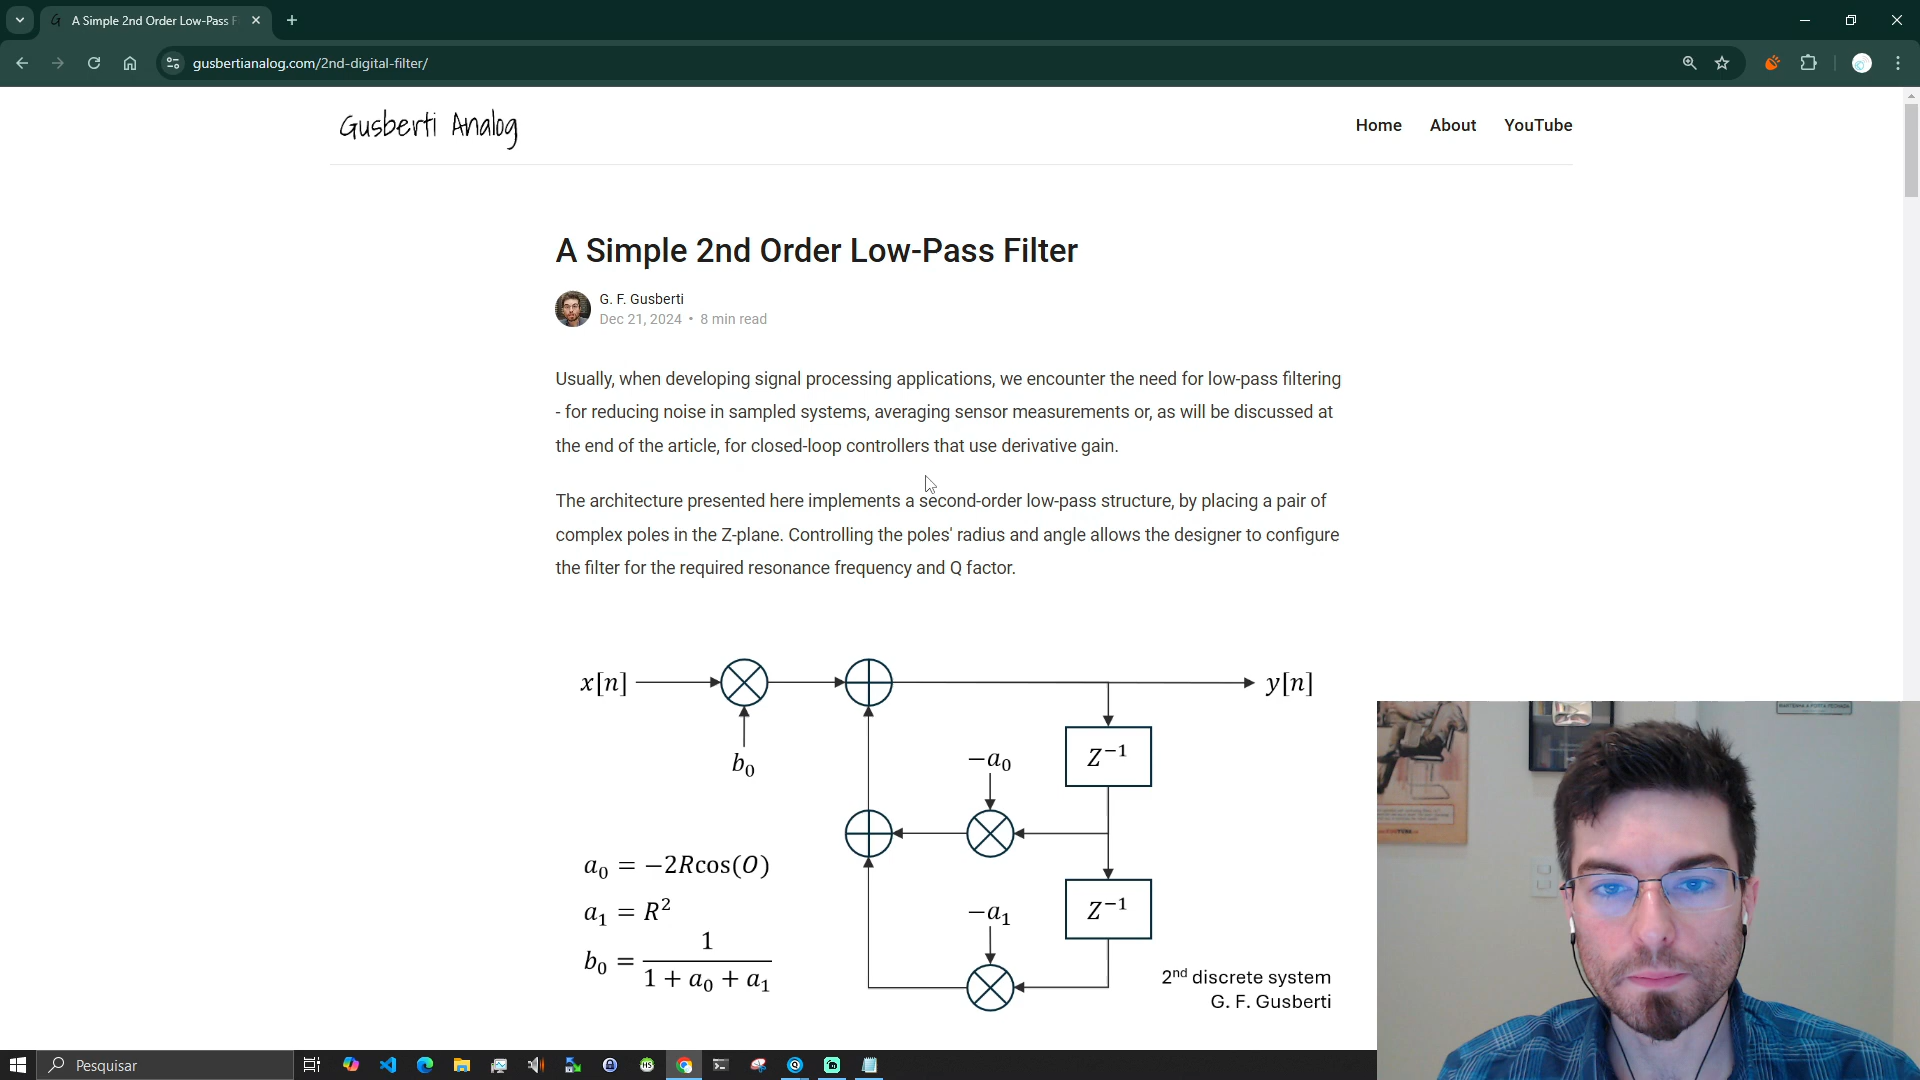 A Simple 2nd Order Low-Pass F
gusbertianalog.com/2nd-digital-filter/
Gusberti Analog
Home About YouTube
A Simple 2nd Order Low-Pass Filter
G. F. Gusberti
Dec 21, 2024 • 8 min read
Usually, when developing signal processing applications, we encounter the need for low-pass filtering
- for reducing noise in sampled systems, averaging sensor measurements or, as will be discussed at
the end of the article, for closed-loop controllers that use derivative gain.
The architecture presented here implements a second-order low-pass structure, by placing a pair of
complex poles in the Z-plane. Controlling the poles' radius and angle allows the designer to configure
the filter for the required resonance frequency and Q factor.
x[n] y[n]
b₀
−a₀
Z⁻¹
a₀ = −2Rcos(O)
a₁ = R²
b₀ = 1 / (1 + a₀ + a₁)
−a₁
Z⁻¹
2nd discrete system
G. F. Gusberti
Pesquisar